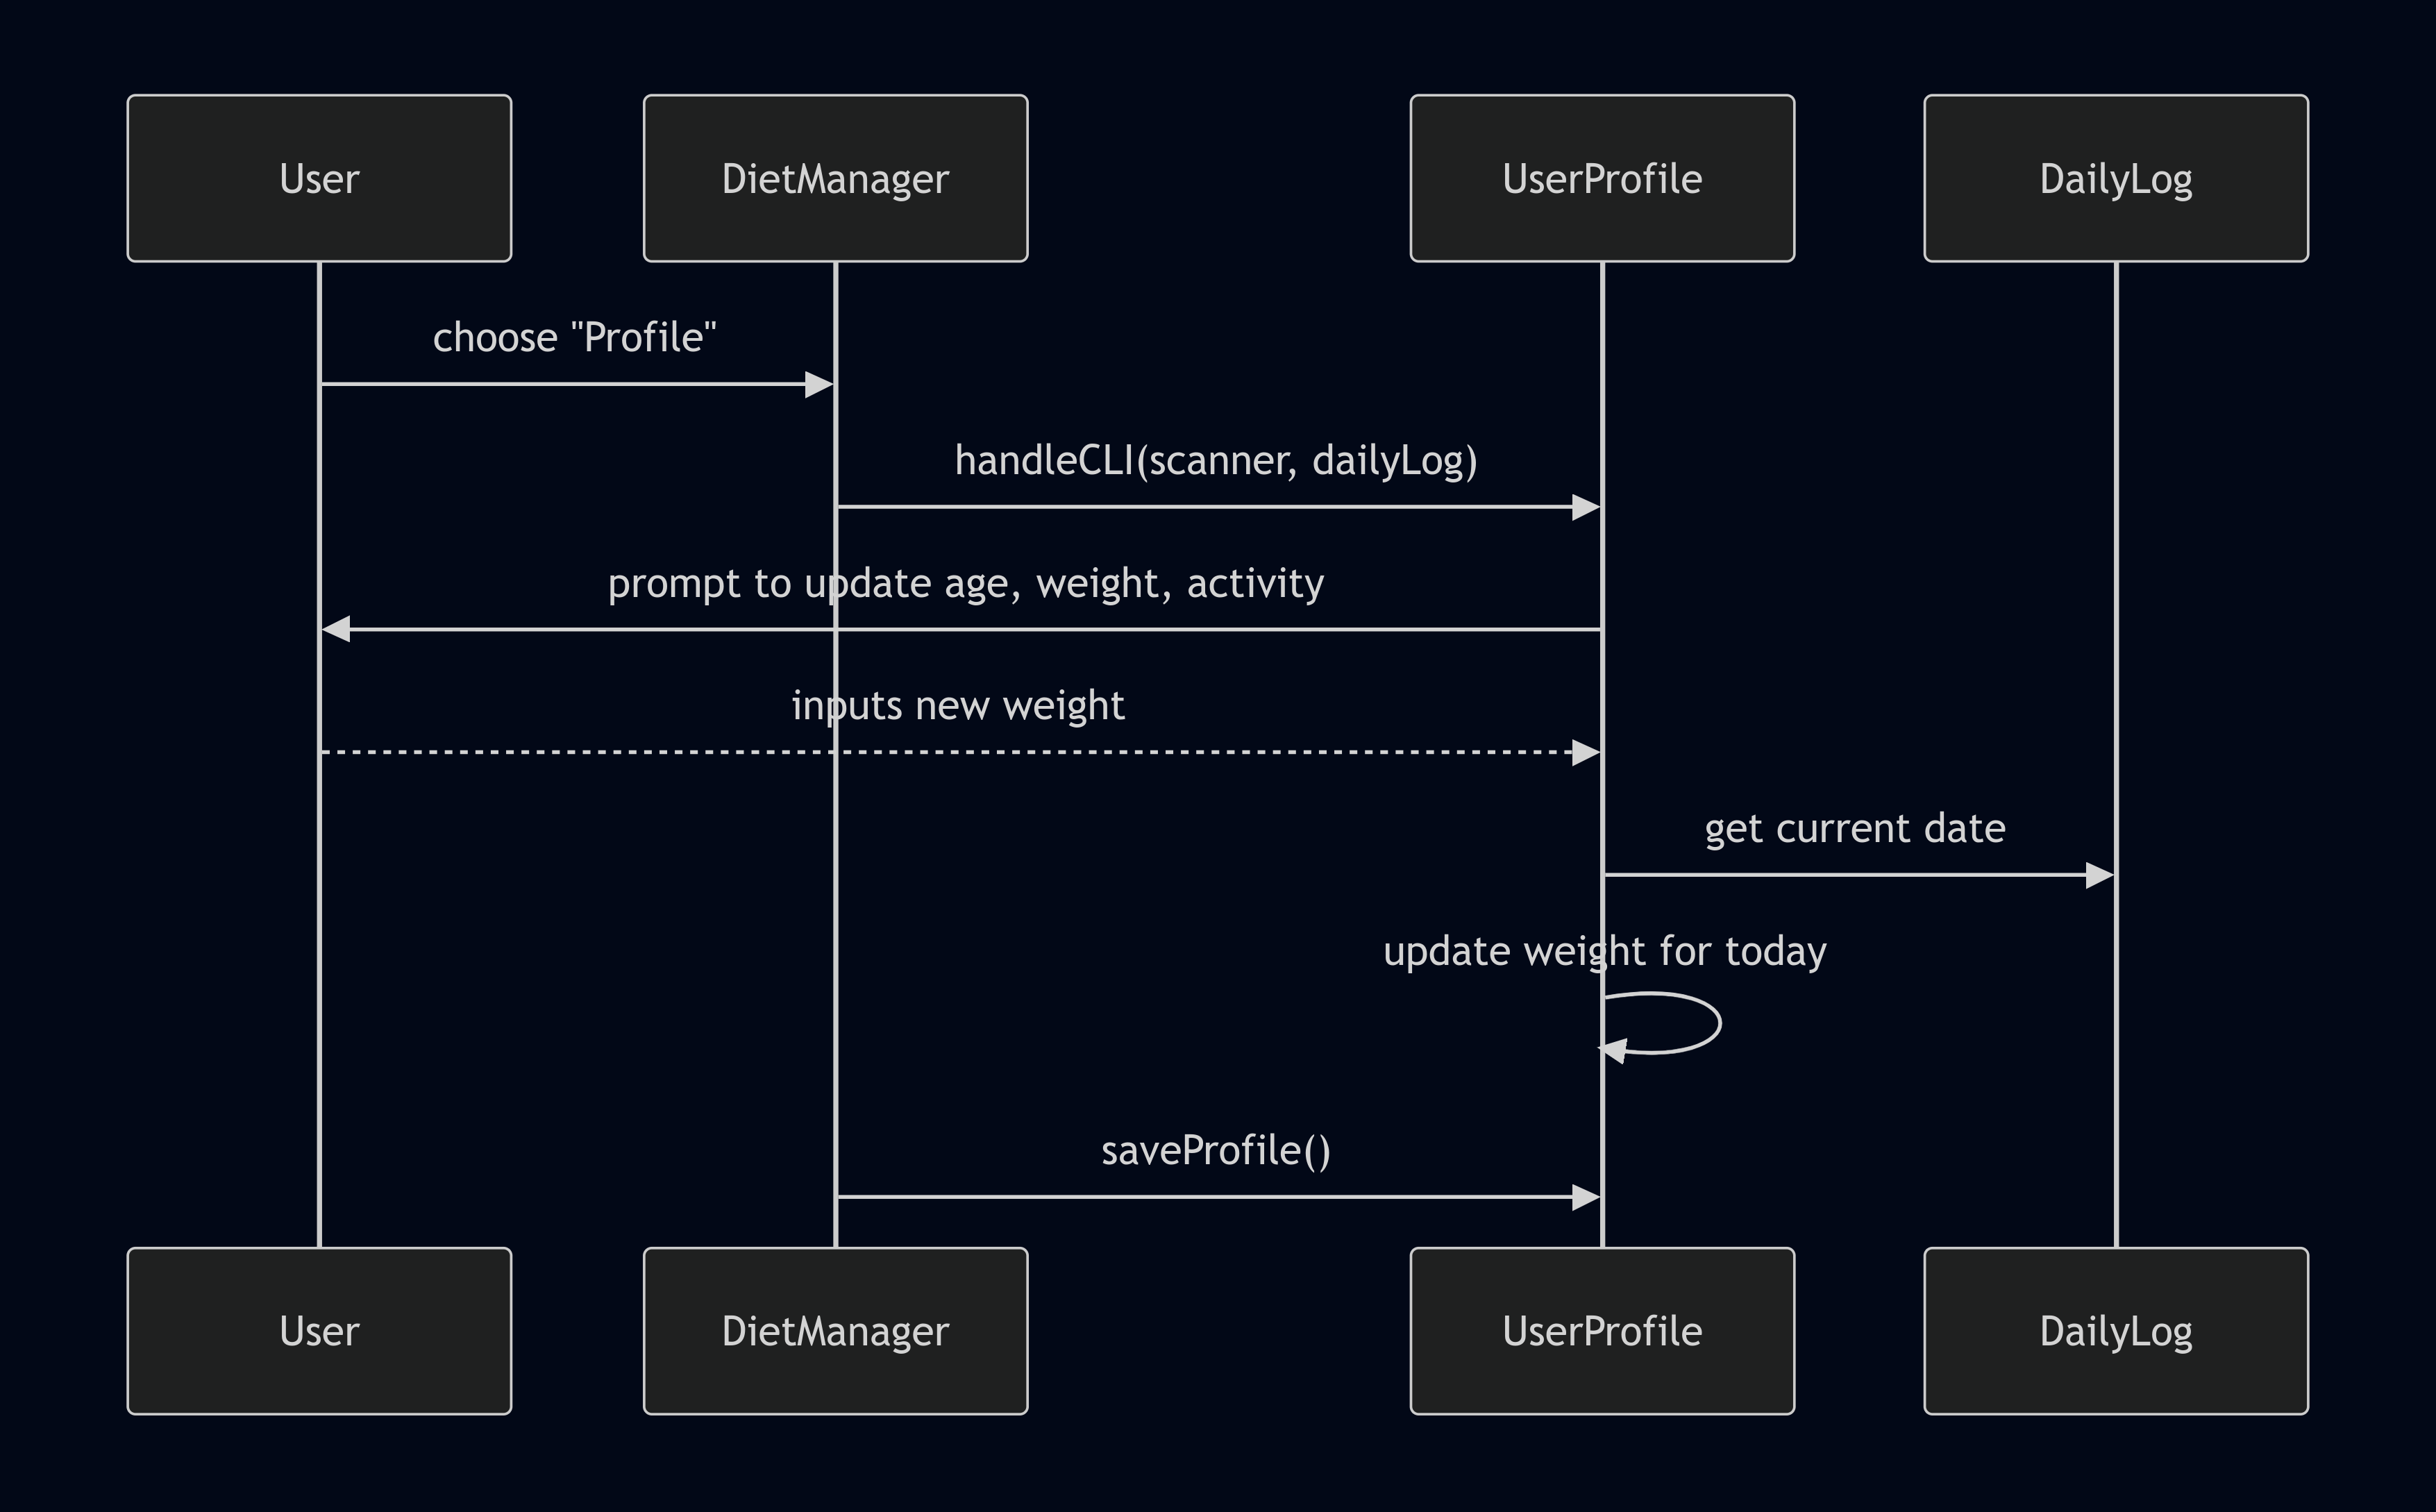 User
DietManager
UserProfile
DailyLog
choose "Profile"
handleCLI(scanner, dailyLog)
prompt to update age, weight, activity
inputs new weight
get current date
update weight for today
saveProfile()
User
DietManager
UserProfile
DailyLog